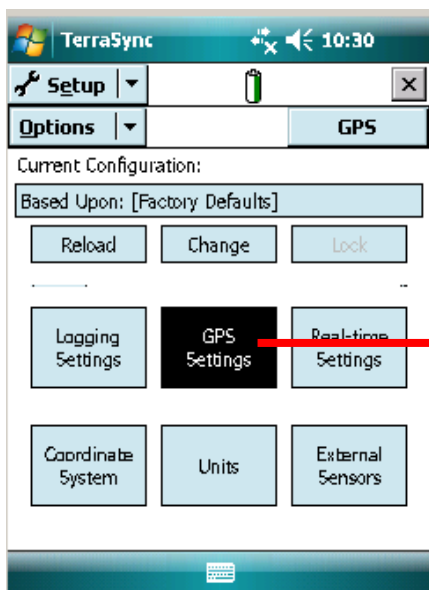 TerraSync 10:30
Setup
Options GPS
Current Configuration:
Based Upon: [Factory Defaults]
Reload Change Lock
Logging Settings
GPS Settings
Real-time Settings
Coordinate System
Units
External Sensors